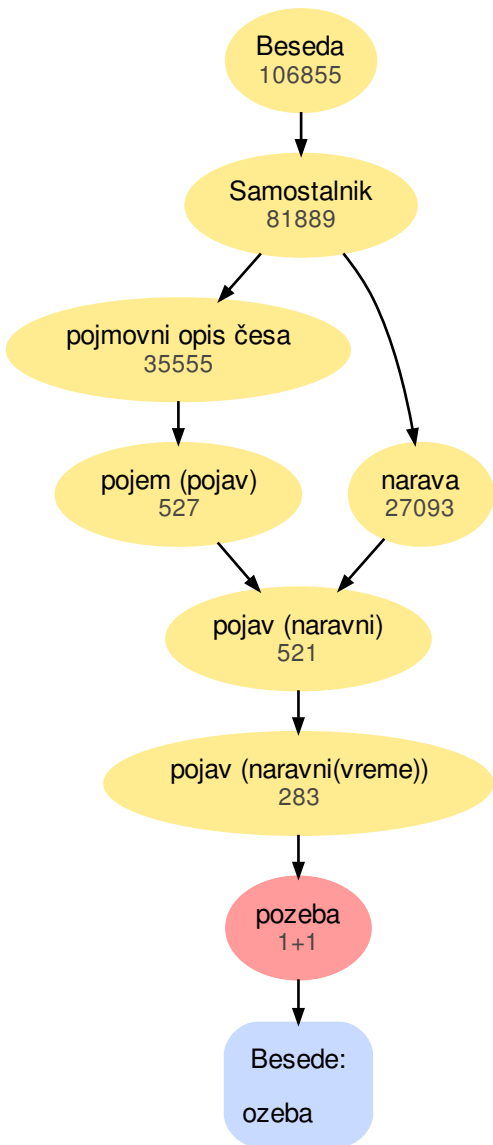 Beseda
106855
Samostalnik
81889
pojmovni opis česa
35555
pojem (pojav)
527
narava
27093
pojav (naravni)
521
pojav (naravni(vreme))
283
pozeba
1+1
Besede:
ozeba